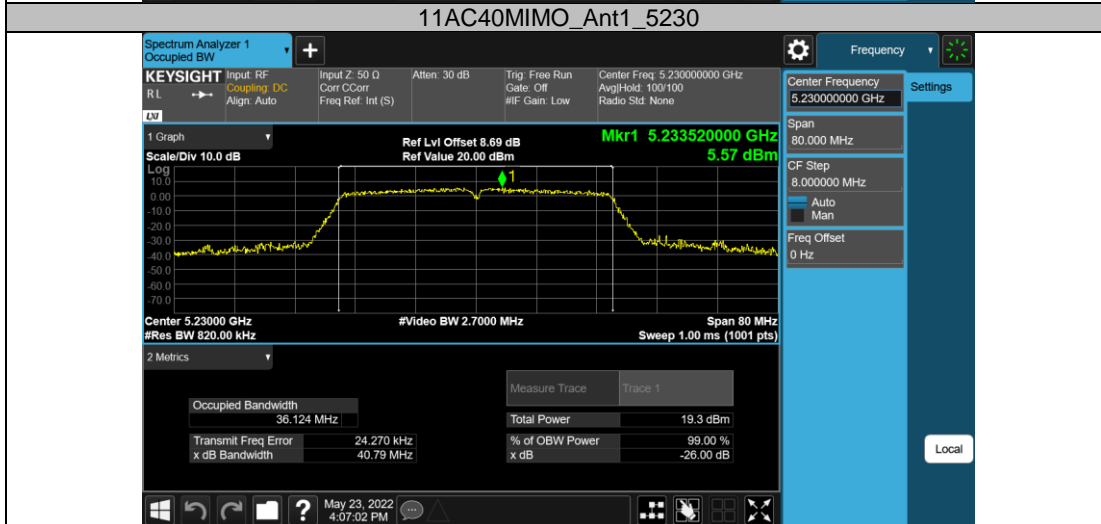 11AC40MIMO_Ant1_5230
Spectrum Analyzer 1
Occupied BW
Frequency
KEYSIGHT
RL
LXI
Input: RF
Coupling: DC
Align: Auto
Input Z: 50 Ω
Corr CCorr
Freq Ref: Int (S)
Atten: 30 dB
Trig: Free Run
Gate: Off
#IF Gain: Low
Center Freq: 5.230000000 GHz
Avg|Hold: 100/100
Radio Std: None
Center Frequency
5.230000000 GHz
Settings
Span
80.000 MHz
CF Step
8.000000 MHz
Auto
Man
Freq Offset
0 Hz
1 Graph
Ref Lvl Offset 8.69 dB
Mkr1 5.233520000 GHz
Scale/Div 10.0 dB
Ref Value 20.00 dBm
5.57 dBm
Log
1
10.0
0.00
-10.0
-20.0
-30.0
-40.0
-50.0
-60.0
-70.0
Center 5.23000 GHz
#Video BW 2.7000 MHz
Span 80 MHz
#Res BW 820.00 kHz
Sweep 1.00 ms (1001 pts)
2 Metrics
Measure Trace
Trace 1
Occupied Bandwidth
36.124 MHz
Total Power
19.3 dBm
Transmit Freq Error
24.270 kHz
% of OBW Power
99.00 %
x dB Bandwidth
40.79 MHz
x dB
-26.00 dB
Local
?
May 23, 2022
4:07:02 PM